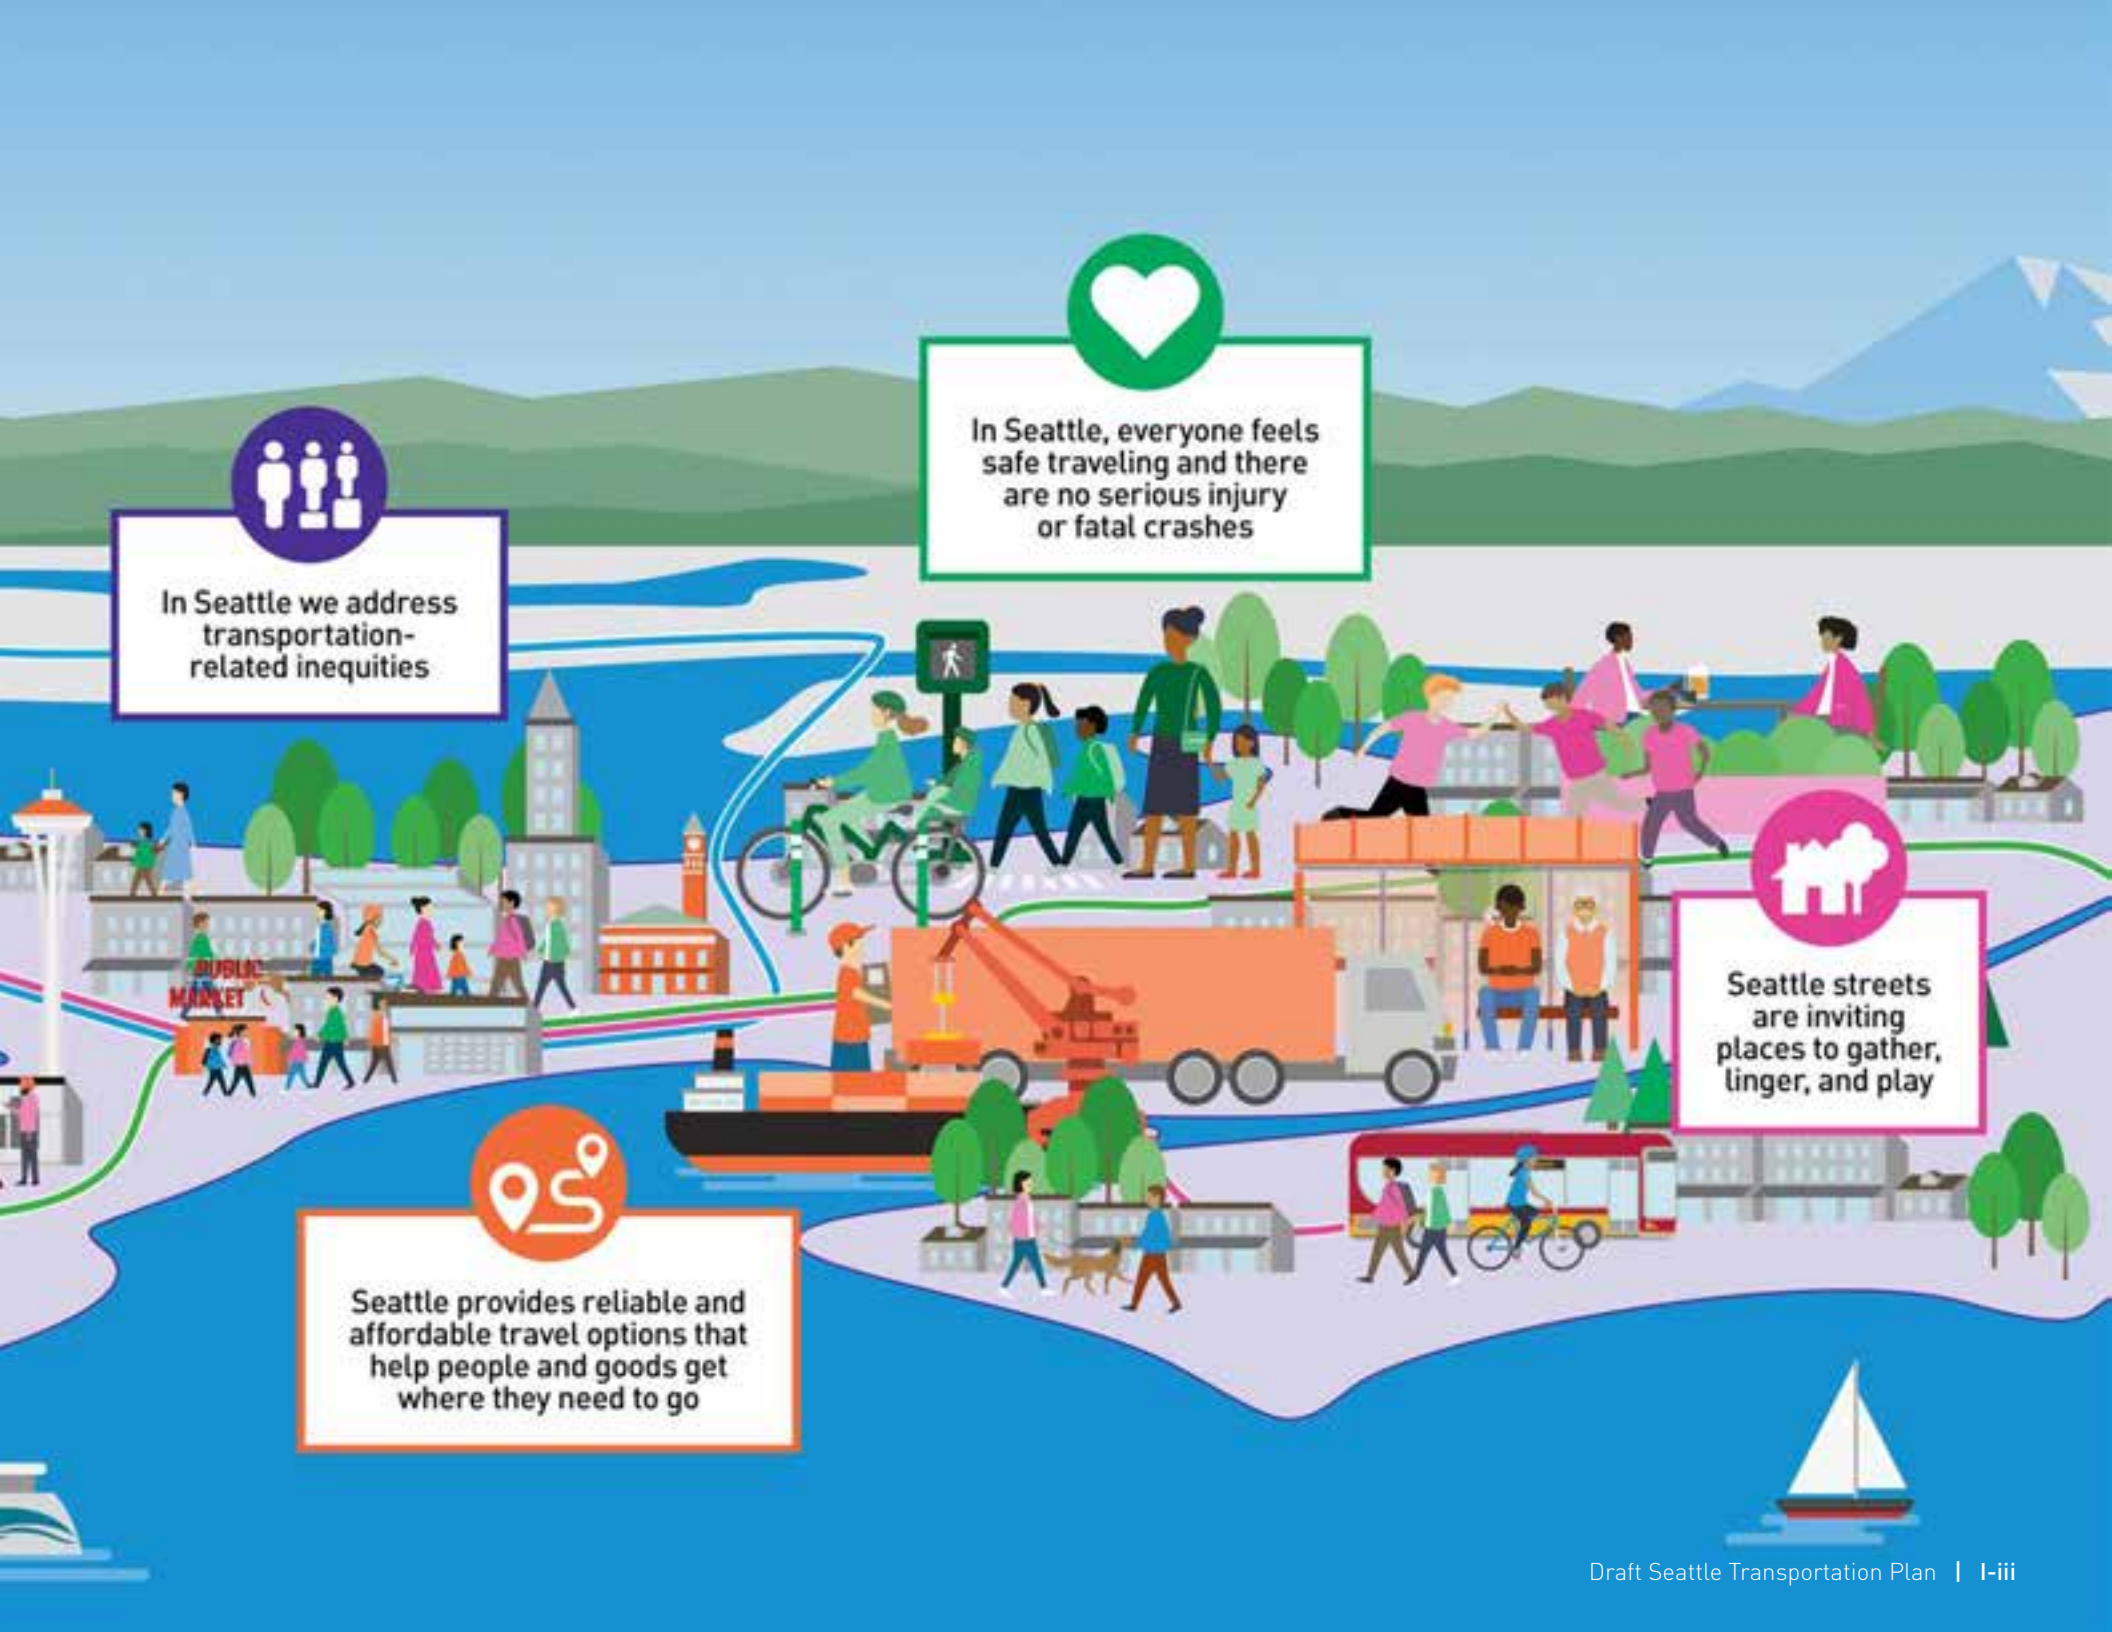 In Seattle, everyone feels
safe traveling and there
are no serious injury
or fatal crashes
In Seattle we address
transportation-
related inequities
PUBLIC
MARKET
Seattle streets
are inviting
places to gather,
linger, and play
Seattle provides reliable and
affordable travel options that
help people and goods get
where they need to go
Draft Seattle Transportation Plan | I-iii